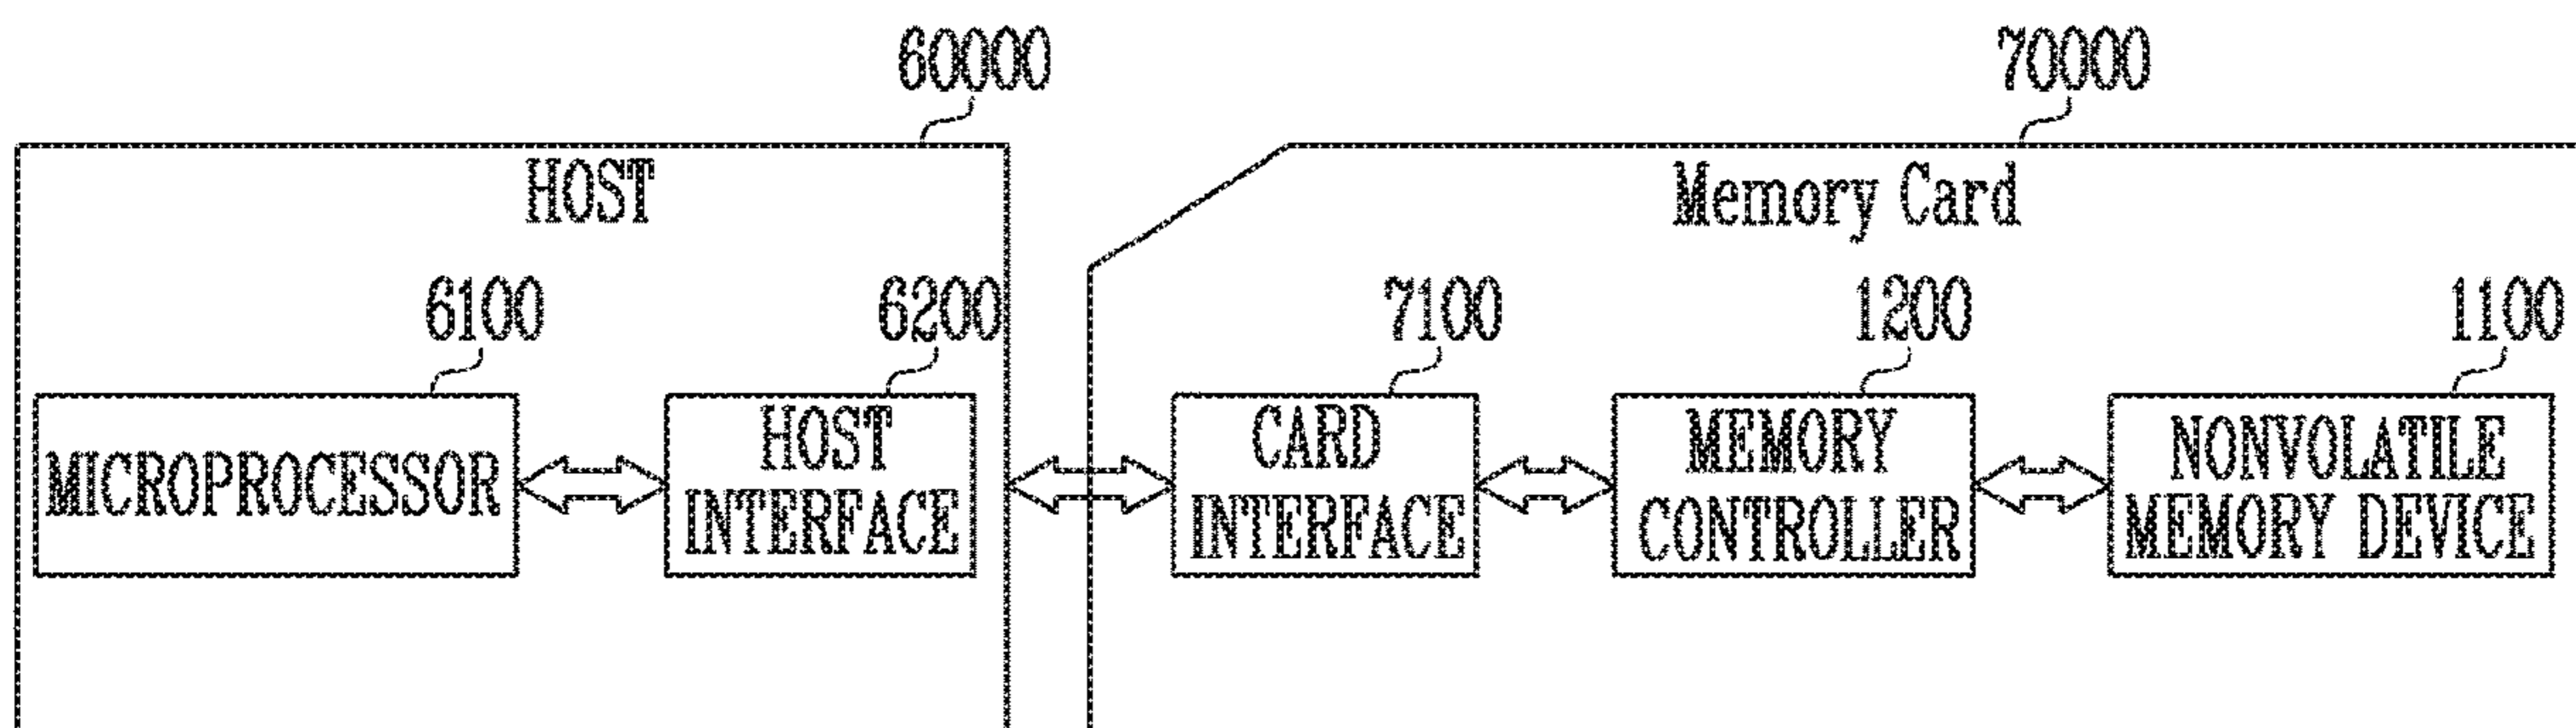 60000
70000
HOST
Memory Card
6100
6200
7100
1200
1100
MICROPROCESSOR
HOST
INTERFACE
CARD
INTERFACE
MEMORY
CONTROLLER
NONVOLATILE
MEMORY DEVICE